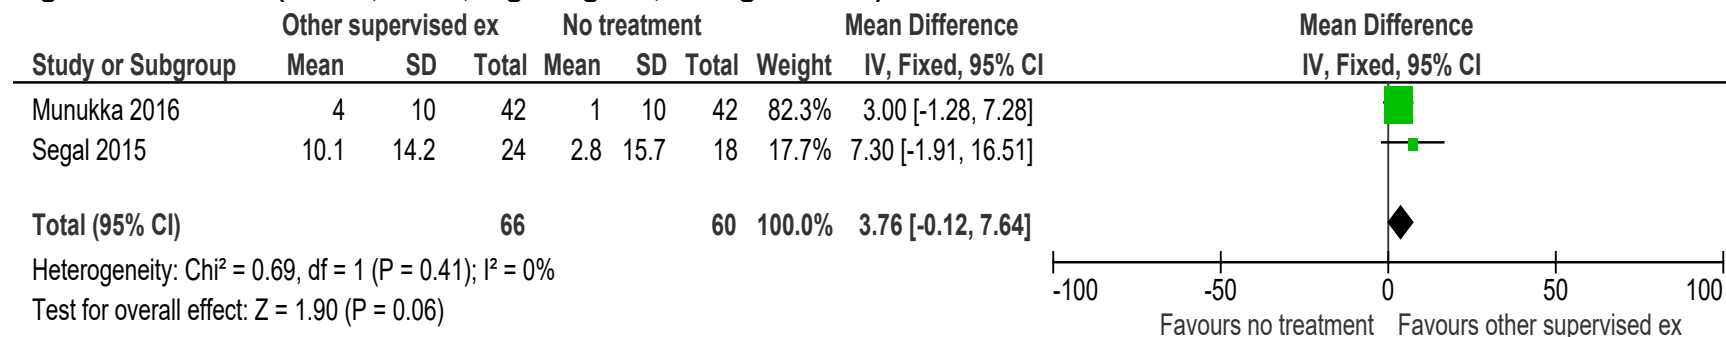 Other supervised ex No treatment Mean Difference Mean Difference
Study or Subgroup Mean SD Total Mean SD Total Weight IV, Fixed, 95% CI IV, Fixed, 95% CI
Munukka 2016 4 10 42 1 10 42 82.3% 3.00 [-1.28, 7.28]
Segal 2015 10.1 14.2 24 2.8 15.7 18 17.7% 7.30 [-1.91, 16.51]
Total (95% CI) 66 60 100.0% 3.76 [-0.12, 7.64]
Heterogeneity: Chi² = 0.69, df = 1 (P = 0.41); I² = 0%
Test for overall effect: Z = 1.90 (P = 0.06)
-100 -50 0 50 100
Favours no treatment Favours other supervised ex